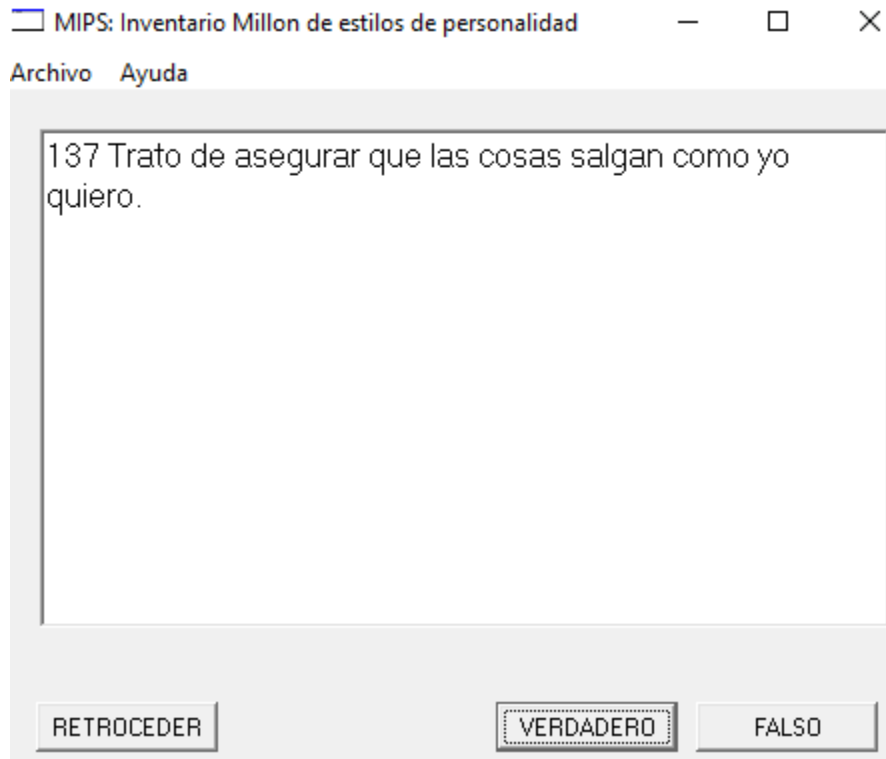 MIPS: Inventario Millon de estilos de personalidad
Archivo Ayuda
137 Trato de asegurar que las cosas salgan como yo
quiero.
RETROCEDER VERDADERO FALSO